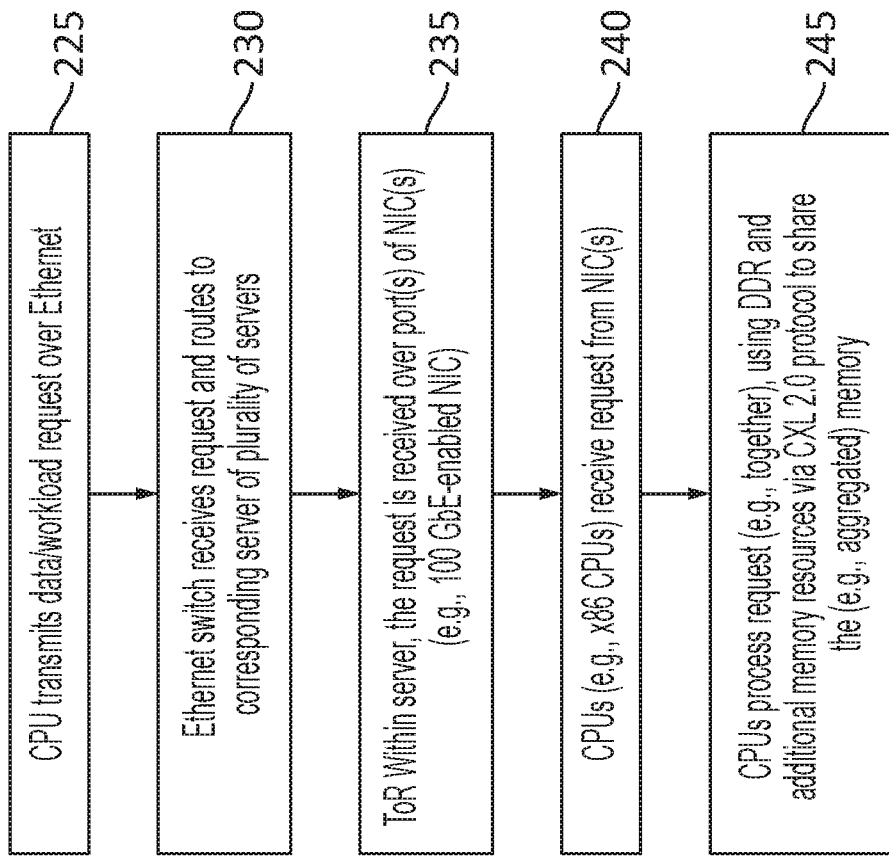 CPU transmits data/workload request over Ethernet
225
Ethernet switch receives request and routes to
corresponding server of plurality of servers
230
ToR Within server, the request is received over port(s) of NIC(s)
(e.g., 100 GbE-enabled NIC)
235
CPUs (e.g., x86 CPUs) receive request from NIC(s)
240
CPUs process request (e.g., together), using DDR and
additional memory resources via CXL 2.0 protocol to share
the (e.g., aggregated) memory
245